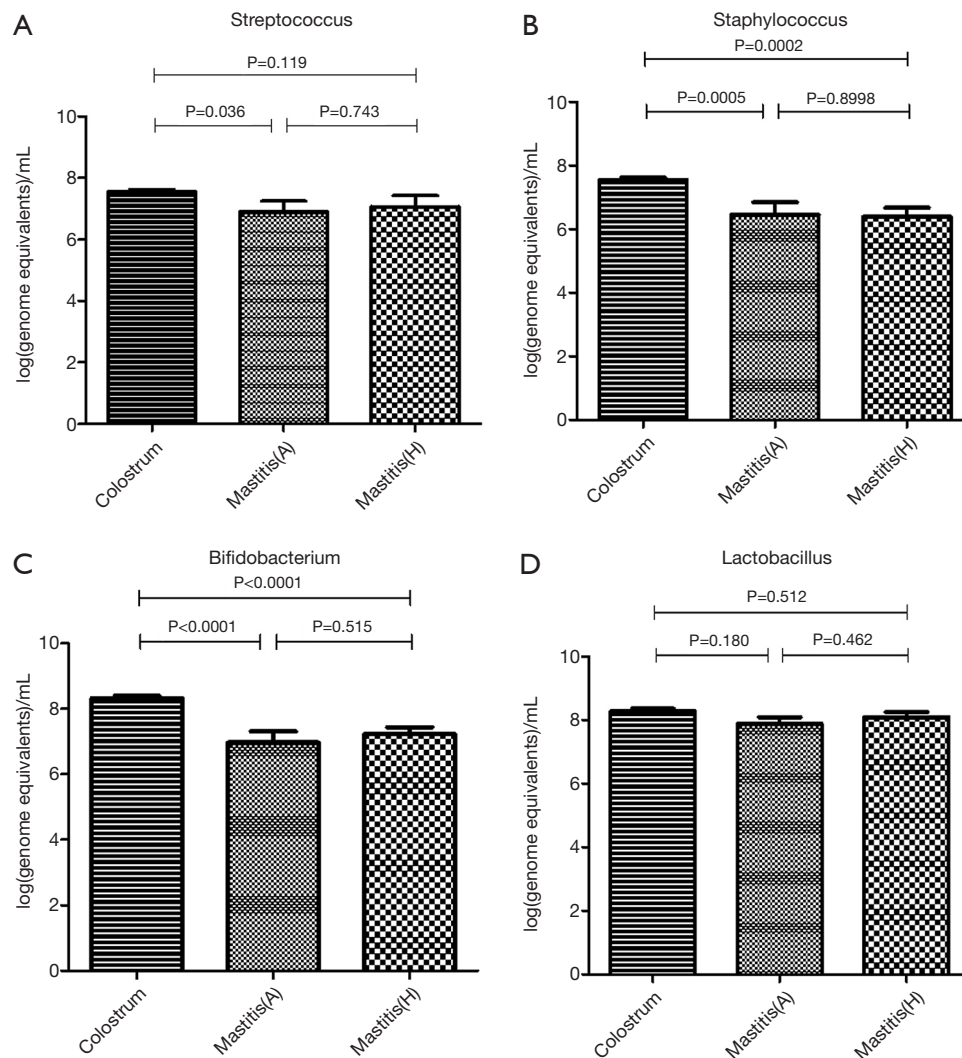 A
Streptococcus
P=0.119
P=0.036
P=0.743
10
8
6
4
2
0
log(genome equivalents)/mL
Colostrum
Mastitis(A)
Mastitis(H)
B
Staphylococcus
P=0.0002
P=0.0005
P=0.8998
10
8
6
4
2
0
log(genome equivalents)/mL
Colostrum
Mastitis(A)
Mastitis(H)
C
Bifidobacterium
P<0.0001
P<0.0001
P=0.515
10
8
6
4
2
0
log(genome equivalents)/mL
Colostrum
Mastitis(A)
Mastitis(H)
D
Lactobacillus
P=0.512
P=0.180
P=0.462
10
8
6
4
2
0
log(genome equivalents)/mL
Colostrum
Mastitis(A)
Mastitis(H)